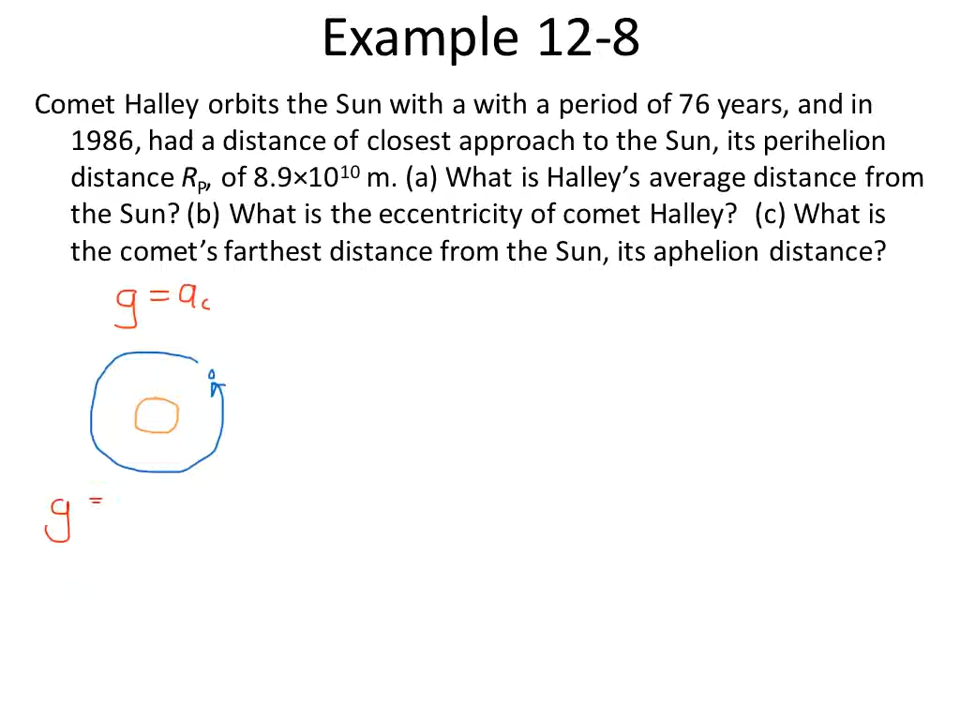 Example 12-8
Comet Halley orbits the Sun with a with a period of 76 years, and in
1986, had a distance of closest approach to the Sun, its perihelion
distance Rₚ, of 8.9×10¹⁰ m. (a) What is Halley’s average distance from
the Sun? (b) What is the eccentricity of comet Halley? (c) What is
the comet’s farthest distance from the Sun, its aphelion distance?
g = a꜀
g =